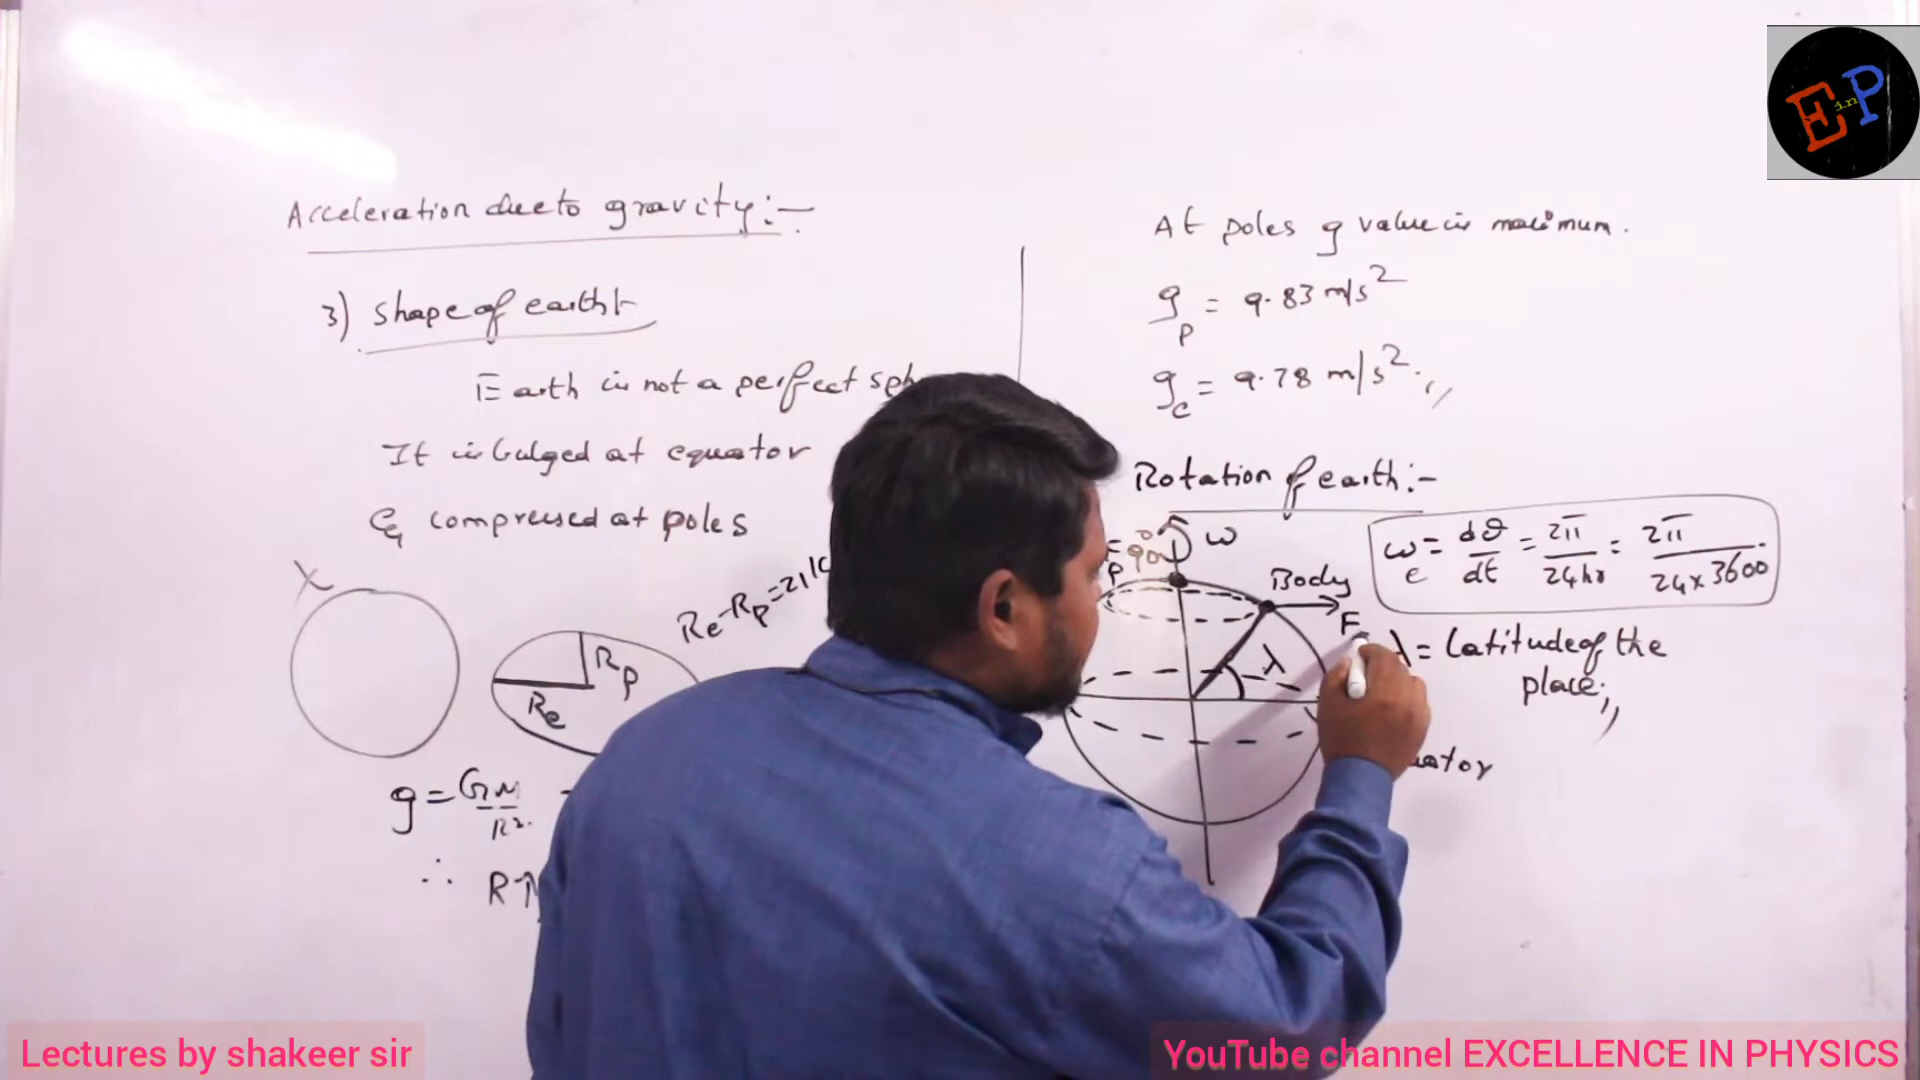 Acceleration due to gravity:-
3) shape of earth:-
Earth is not a perfect
It is bulged at equator
& compressed at poles
X
Re-Rp=21
Rp
Re
g=GM
R²
∴ R↑
At poles g value is maximum.
gp = 9.83 m/s²
ge = 9.78 m/s².,,
Rotation of earth:-
ω
90°
P
Body
F
λ
ωe = dθ/dt = 2π/24hr = 2π/24×3600
λ = Latitude of the
place,,
E in P
Lectures by shakeer sir
YouTube channel EXCELLENCE IN PHYSICS